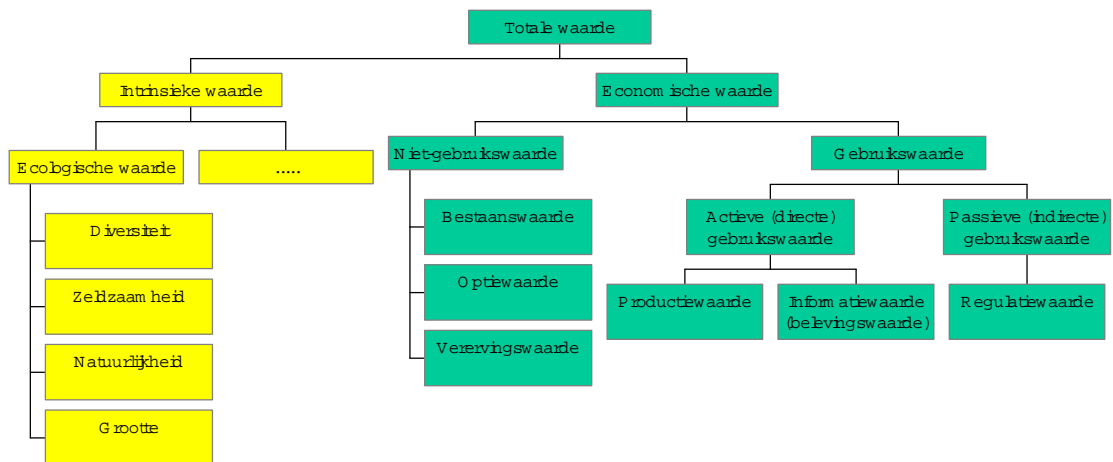 Totale waarde
Intrinsieke waarde
Economische waarde
Ecologische waarde
.....
Niet-gebruikswaarde
Gebruikswaarde
Diversiteit
Zeldzaamheid
Natuurlijkheid
Grootte
Bestaanswaarde
Optiewaarde
Verervingswaarde
Actieve (directe)
gebruikswaarde
Passieve (indirecte)
gebruikswaarde
Productiewaarde
Informatiewaarde
(belevingswaarde)
Regulatiewaarde